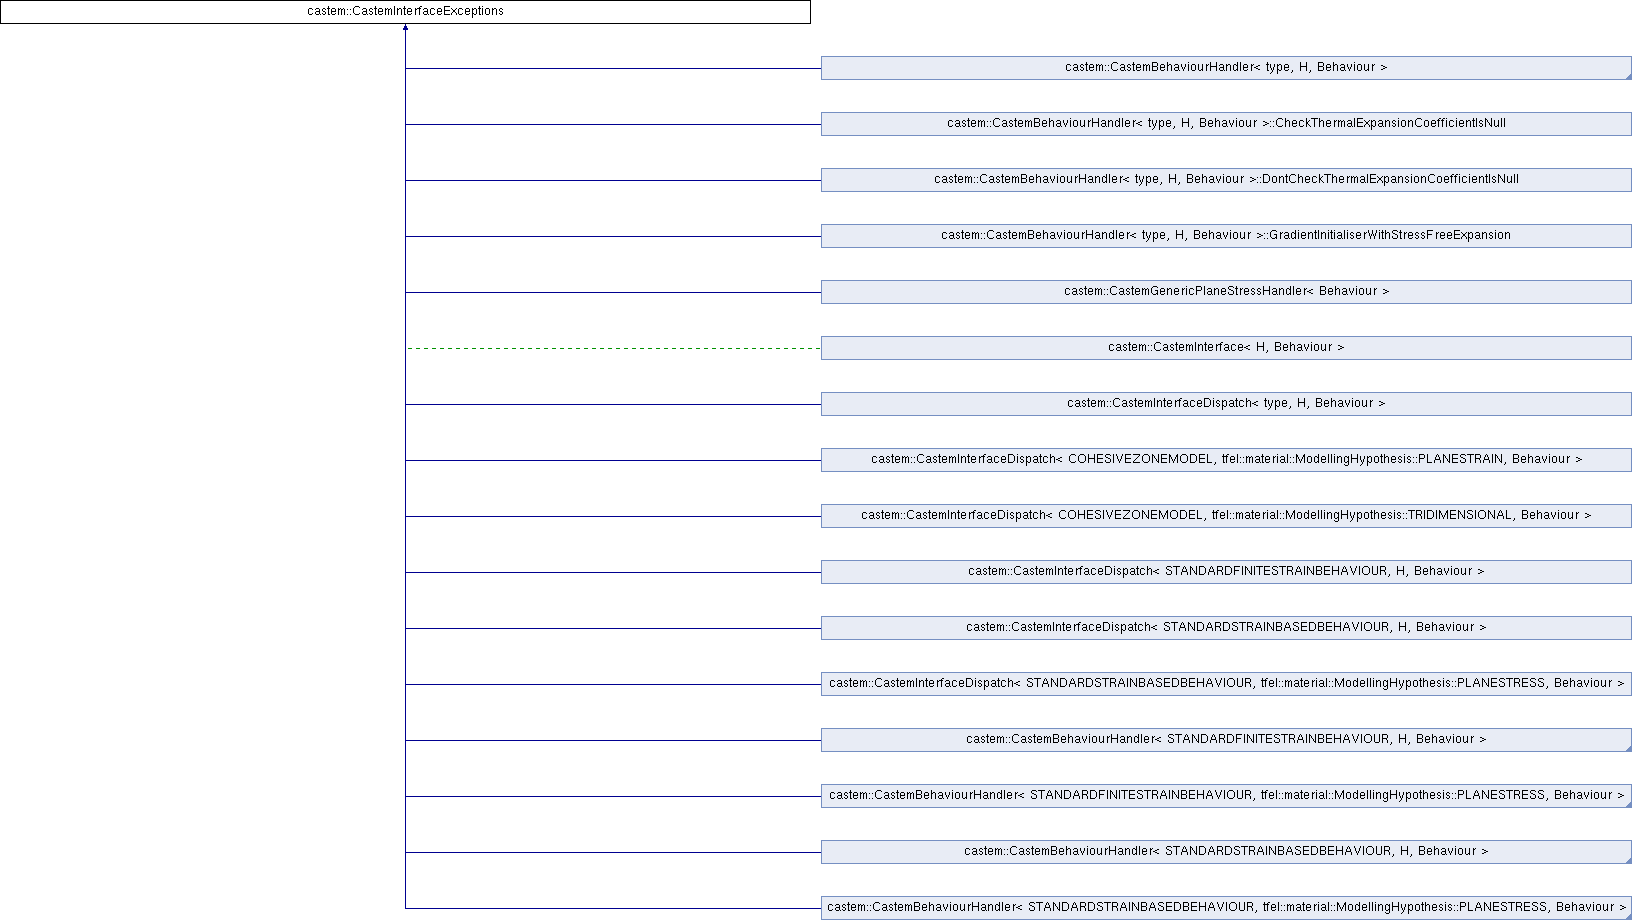 castem::CastemInterfaceExceptions
castem::CastemBehaviourHandler< type, H, Behaviour >
castem::CastemBehaviourHandler< type, H, Behaviour >::CheckThermalExpansionCoefficientIsNull
castem::CastemBehaviourHandler< type, H, Behaviour >::DontCheckThermalExpansionCoefficientIsNull
castem::CastemBehaviourHandler< type, H, Behaviour >::GradientInitialiserWithStressFreeExpansion
castem::CastemGenericPlaneStressHandler< Behaviour >
castem::CastemInterface< H, Behaviour >
castem::CastemInterfaceDispatch< type, H, Behaviour >
castem::CastemInterfaceDispatch< COHESIVEZONEMODEL, tfel::material::ModellingHypothesis::PLANESTRAIN, Behaviour >
castem::CastemInterfaceDispatch< COHESIVEZONEMODEL, tfel::material::ModellingHypothesis::TRIDIMENSIONAL, Behaviour >
castem::CastemInterfaceDispatch< STANDARDFINITESTRAINBEHAVIOUR, H, Behaviour >
castem::CastemInterfaceDispatch< STANDARDSTRAINBASEDBEHAVIOUR, H, Behaviour >
castem::CastemInterfaceDispatch< STANDARDSTRAINBASEDBEHAVIOUR, tfel::material::ModellingHypothesis::PLANESTRESS, Behaviour >
castem::CastemBehaviourHandler< STANDARDFINITESTRAINBEHAVIOUR, H, Behaviour >
castem::CastemBehaviourHandler< STANDARDFINITESTRAINBEHAVIOUR, tfel::material::ModellingHypothesis::PLANESTRESS, Behaviour >
castem::CastemBehaviourHandler< STANDARDSTRAINBASEDBEHAVIOUR, H, Behaviour >
castem::CastemBehaviourHandler< STANDARDSTRAINBASEDBEHAVIOUR, tfel::material::ModellingHypothesis::PLANESTRESS, Behaviour >